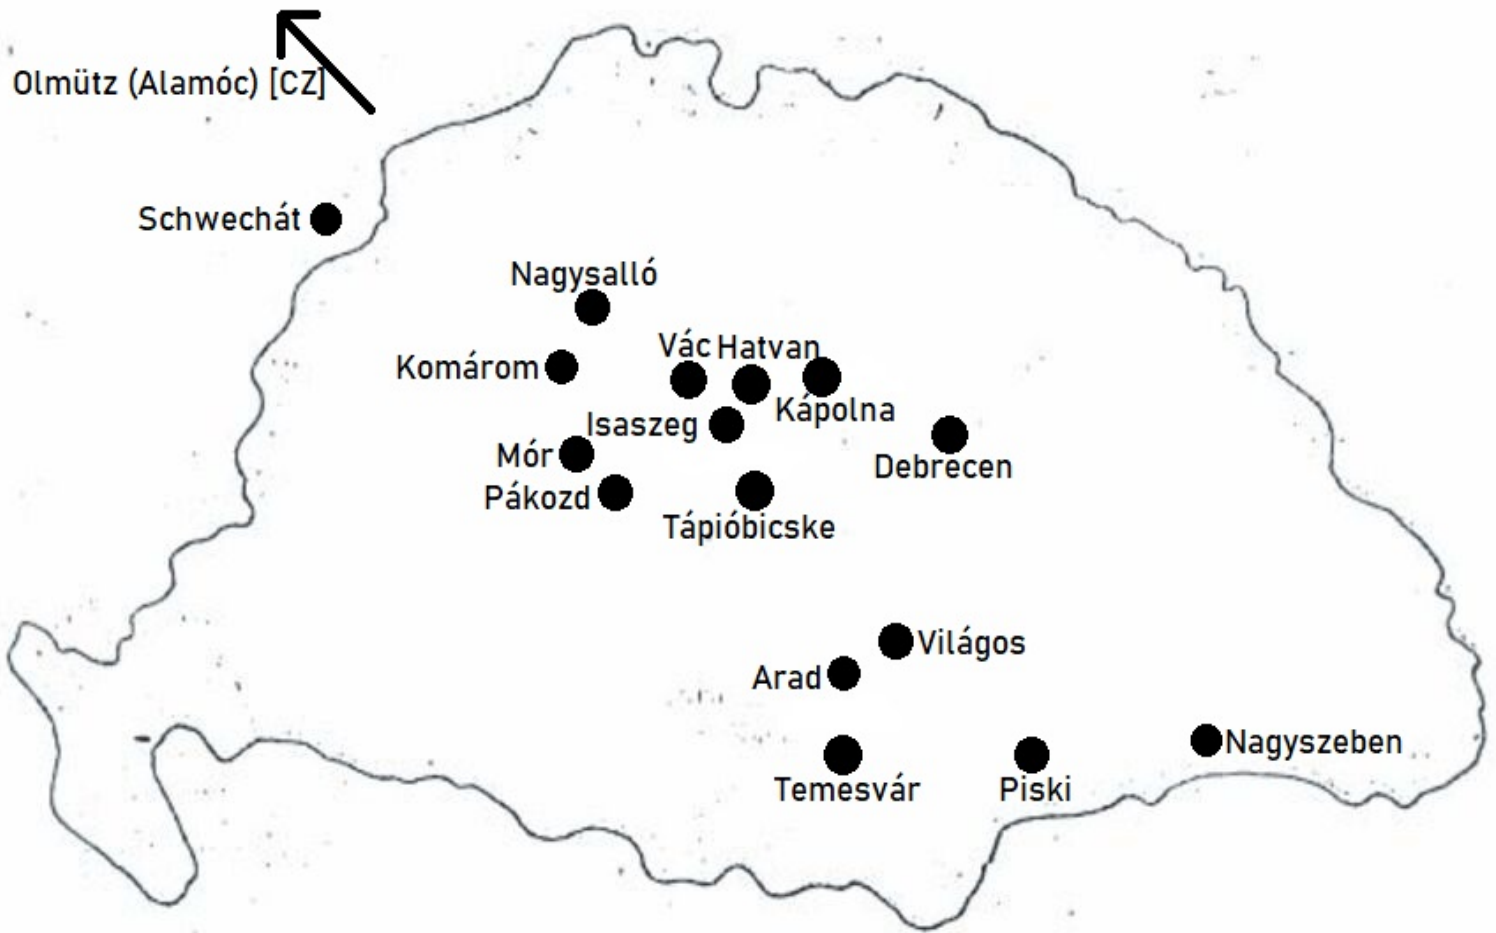 Olmütz (Alamóc) [CZ]
Schwechát
Nagysalló
Vác
Hatvan
Komárom
Kápolna
Isaszeg
Mór
Debrecen
Pákozd
Tápióbicske
Világos
Arad
Nagyszeben
Temesvár
Piski